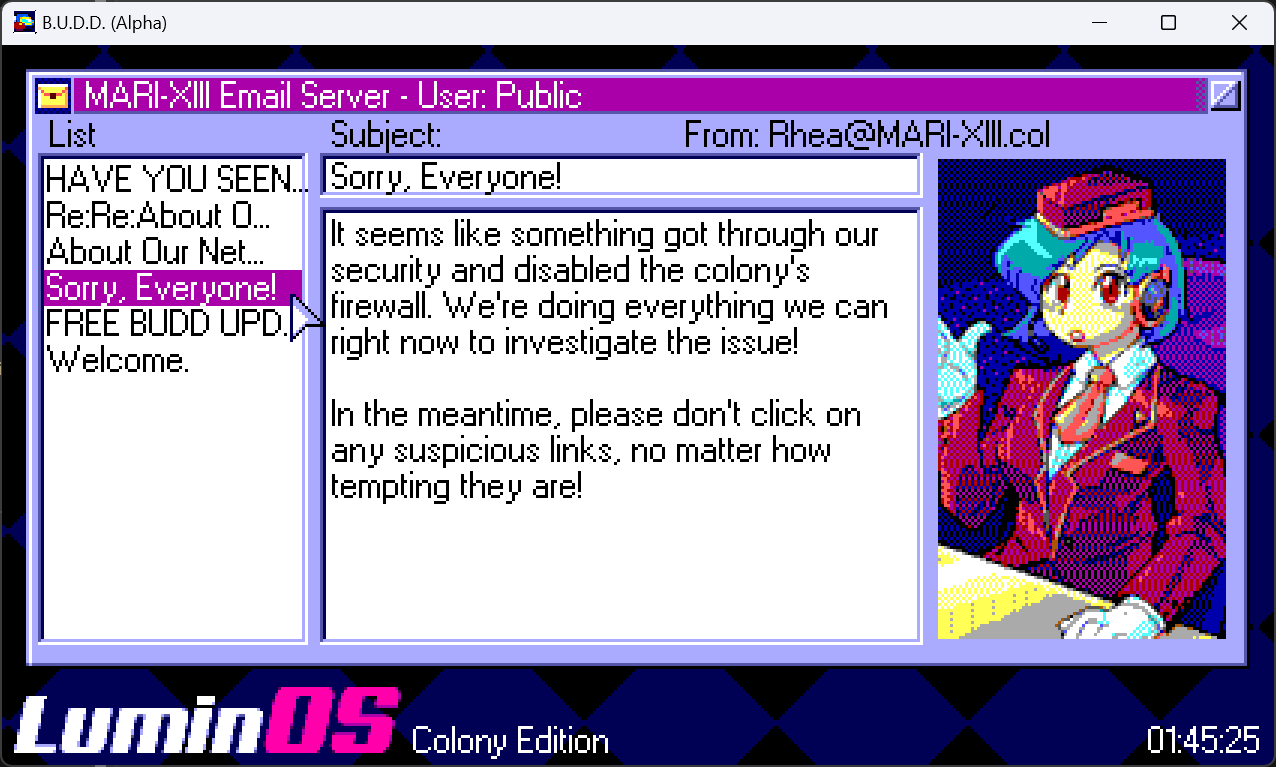 B.U.D.D. (Alpha)
MARI-XIII Email Server - User: Public
List
Subject:
From: Rhea@MARI-XIII.col
HAVE YOU SEEN...
Re:Re:About O...
About Our Net...
Sorry, Everyone!
FREE BUDD UPD...
Welcome.
Sorry, Everyone!
It seems like something got through our
security and disabled the colony's
firewall. We're doing everything we can
right now to investigate the issue!
In the meantime, please don't click on
any suspicious links, no matter how
tempting they are!
LuminOS
Colony Edition
01:45:25